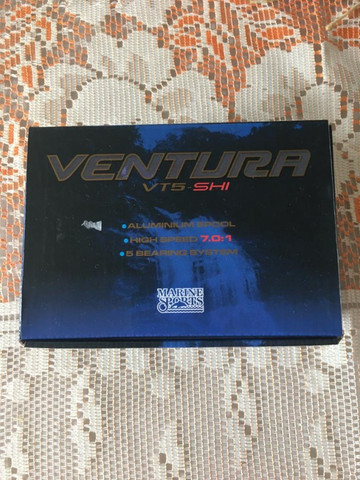 VENTURA
VT5-SHI
• ALUMINIUM SPOOL
• HIGH SPEED 7.0:1
• 5 BEARING SYSTEM
MARINE
SPORTS